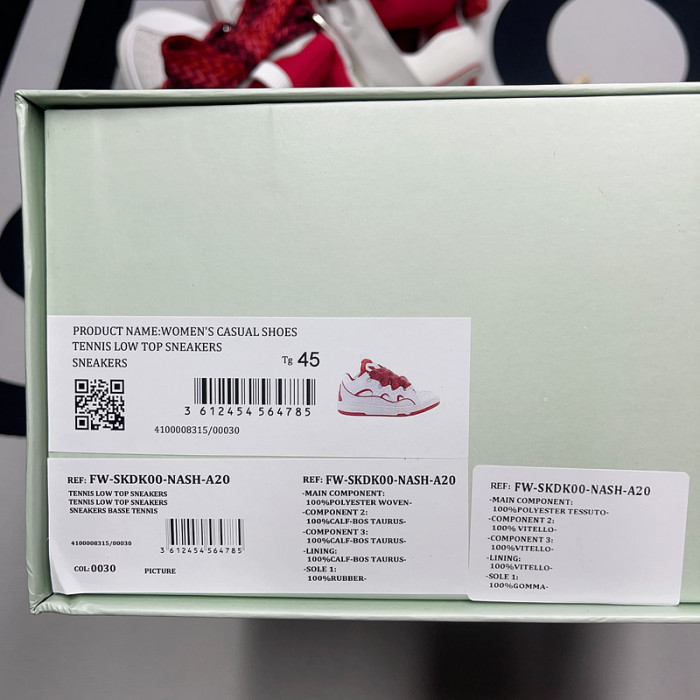 PRODUCT NAME:WOMEN'S CASUAL SHOES
TENNIS LOW TOP SNEAKERS
SNEAKERS
Tg 45
3 612454 564785
4100008315/00030
REF: FW-SKDK00-NASH-A20
TENNIS LOW TOP SNEAKERS
TENNIS LOW TOP SNEAKERS
SNEAKERS BASSE TENNIS
4100008315/00030
3 612454 564785
COL: 0030
PICTURE
REF: FW-SKDK00-NASH-A20
-MAIN COMPONENT:
100%POLYESTER WOVEN-
-COMPONENT 2:
100%CALF-BOS TAURUS-
-COMPONENT 3:
100%CALF-BOS TAURUS-
-LINING:
100%CALF-BOS TAURUS-
-SOLE 1:
100%RUBBER-
REF: FW-SKDK00-NASH-A20
-MAIN COMPONENT:
100%POLYESTER TESSUTO-
-COMPONENT 2:
100% VITELLO-
-COMPONENT 3:
100%VITELLO-
-LINING:
100%VITELLO-
-SOLE 1:
100%GOMMA-